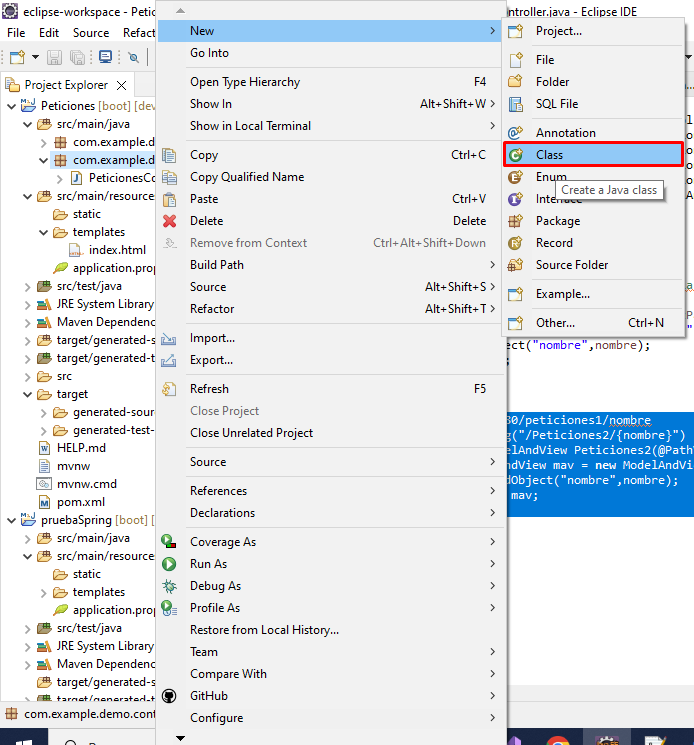 eclipse-workspace - Peticio
ontroller.java - Eclipse IDE
File Edit Source Refact
Project Explorer
Peticiones [boot] [dev
src/main/java
com.example.d
com.example.d
PeticionesCo
src/main/resource
static
templates
index.html
application.prop
src/test/java
JRE System Library
Maven Dependenc
target/generated-s
target/generated-t
src
target
generated-sour
generated-test-
HELP.md
mvnw
mvnw.cmd
pom.xml
pruebaSpring [boot] [
src/main/java
src/main/resource
static
templates
application.prop
src/test/java
JRE System Library
Maven Dependenc
target/generated-s
target/generated-t
com.example.demo.cont
New
Go Into
Open Type Hierarchy F4
Show In Alt+Shift+W
Show in Local Terminal
Copy Ctrl+C
Copy Qualified Name
Paste Ctrl+V
Delete Delete
Remove from Context Ctrl+Alt+Shift+Down
Build Path
Source Alt+Shift+S
Refactor Alt+Shift+T
Import...
Export...
Refresh F5
Close Project
Close Unrelated Project
Source
References
Declarations
Coverage As
Run As
Debug As
Profile As
Restore from Local History...
Team
Compare With
GitHub
Configure
Project...
File
Folder
SQL File
Annotation
Class
Enum
Create a Java class
Interface
Package
Record
Source Folder
Example...
Other... Ctrl+N
ect("nombre",nombre);
80/peticiones1/nombre
g("/Peticiones2/{nombre}")
elAndView Peticiones2(@PathV
ndView mav = new ModelAndVi
dObject("nombre",nombre);
mav;